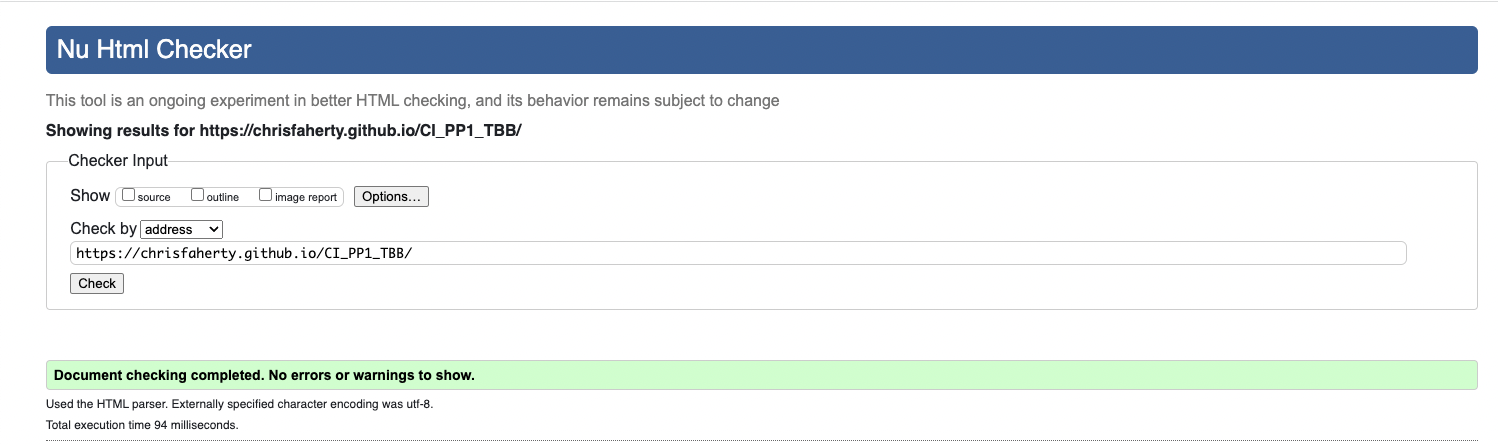 Nu Html Checker
This tool is an ongoing experiment in better HTML checking, and its behavior remains subject to change
Showing results for https://chrisfaherty.github.io/CI_PP1_TBB/
Checker Input
Show source outline image report Options...
Check by address
https://chrisfaherty.github.io/CI_PP1_TBB/
Check
Document checking completed. No errors or warnings to show.
Used the HTML parser. Externally specified character encoding was utf-8.
Total execution time 94 milliseconds.